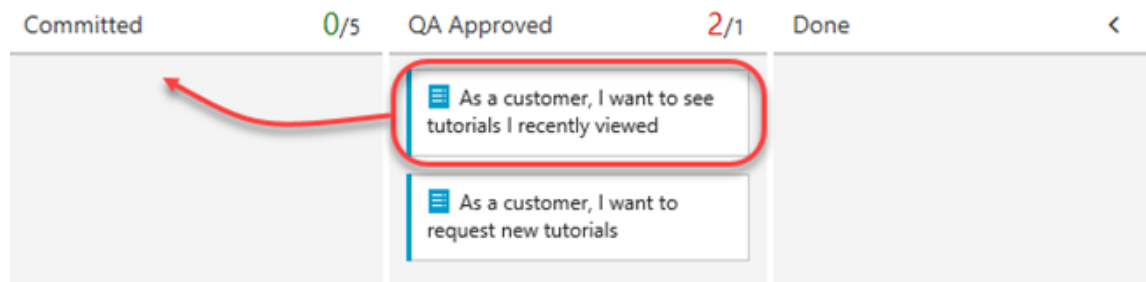 Committed 0/5
QA Approved 2/1
Done
As a customer, I want to see
tutorials I recently viewed
As a customer, I want to
request new tutorials